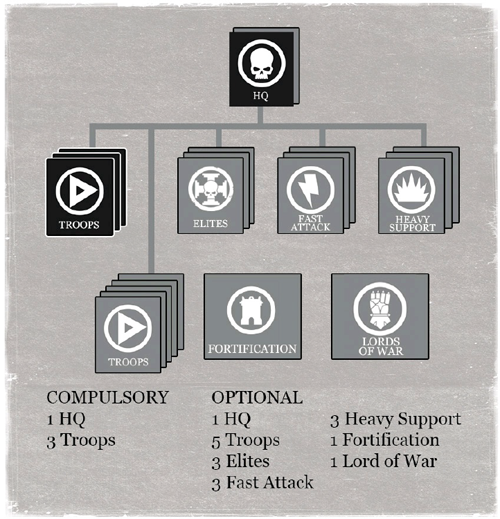 HQ
TROOPS
ELITES
FAST
ATTACK
HEAVY
SUPPORT
TROOPS
FORTIFICATION
LORDS
OF WAR
COMPULSORY
1 HQ
3 Troops
OPTIONAL
1 HQ
5 Troops
3 Elites
3 Fast Attack
3 Heavy Support
1 Fortification
1 Lord of War